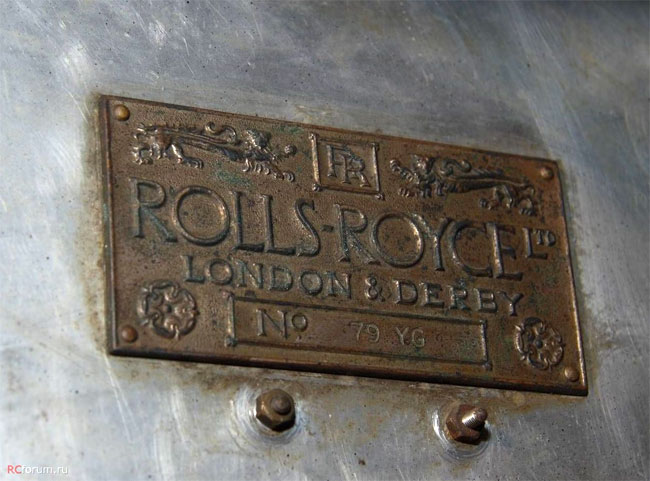 RR
ROLLS-ROYCE LTD
LONDON & DERBY
No 79 YG
RCforum.ru